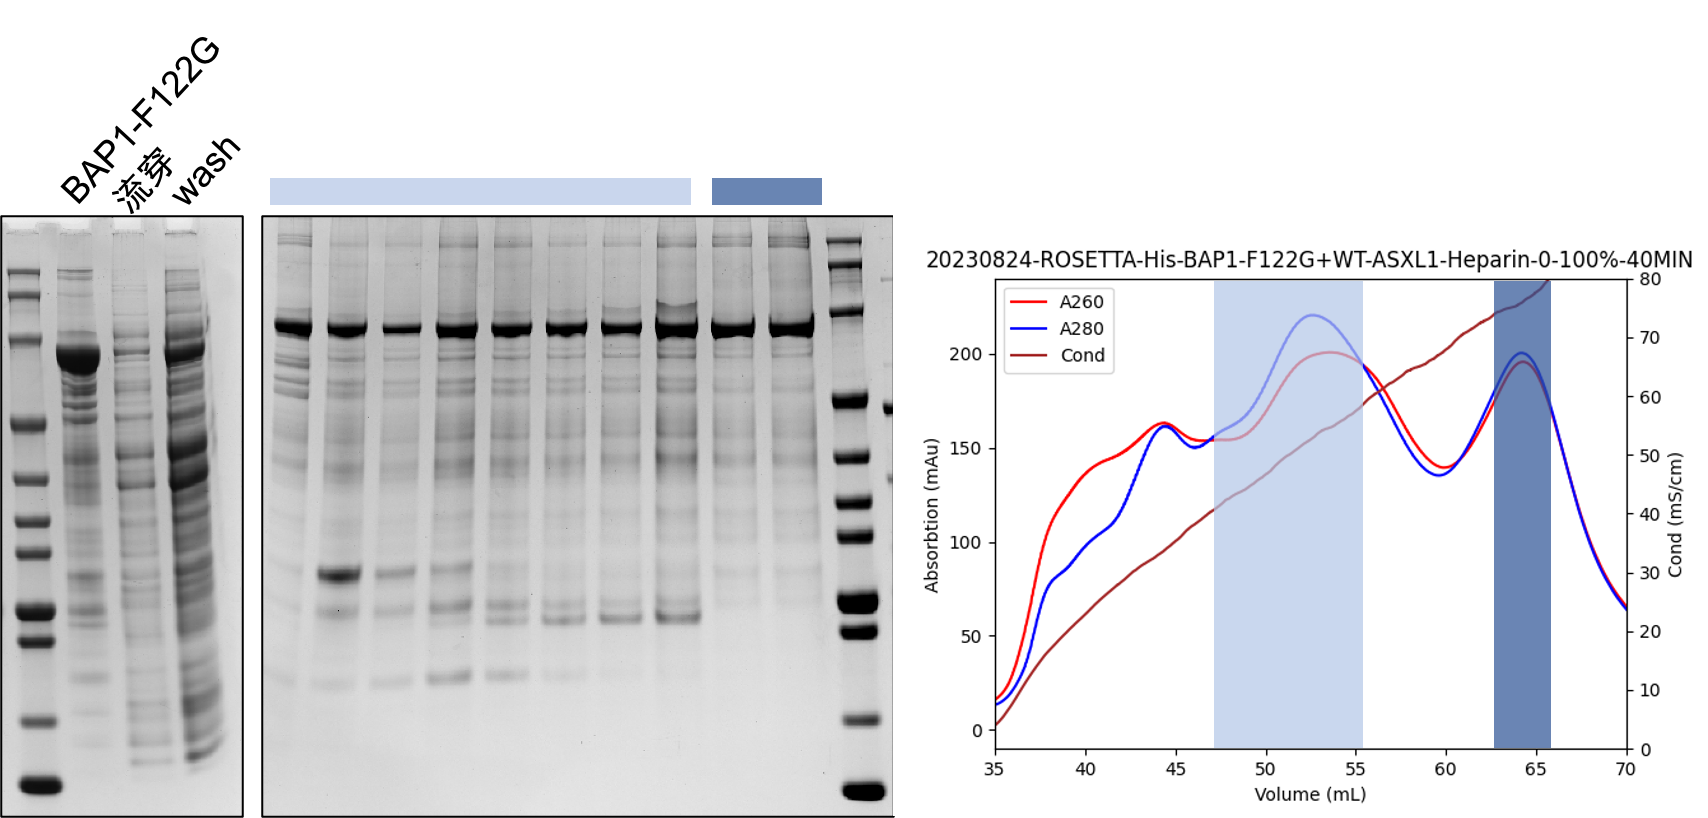 BAP1-F122G
流穿
wash
20230824-ROSETTA-His-BAP1-F122G+WT-ASXL1-Heparin-0-100%-40MIN
A260
A280
Cond
Absorbtion (mAu)
200
150
100
50
0
80
70
60
50
40
30
20
10
0
Cond (mS/cm)
35 40 45 50 55 60 65 70
Volume (mL)